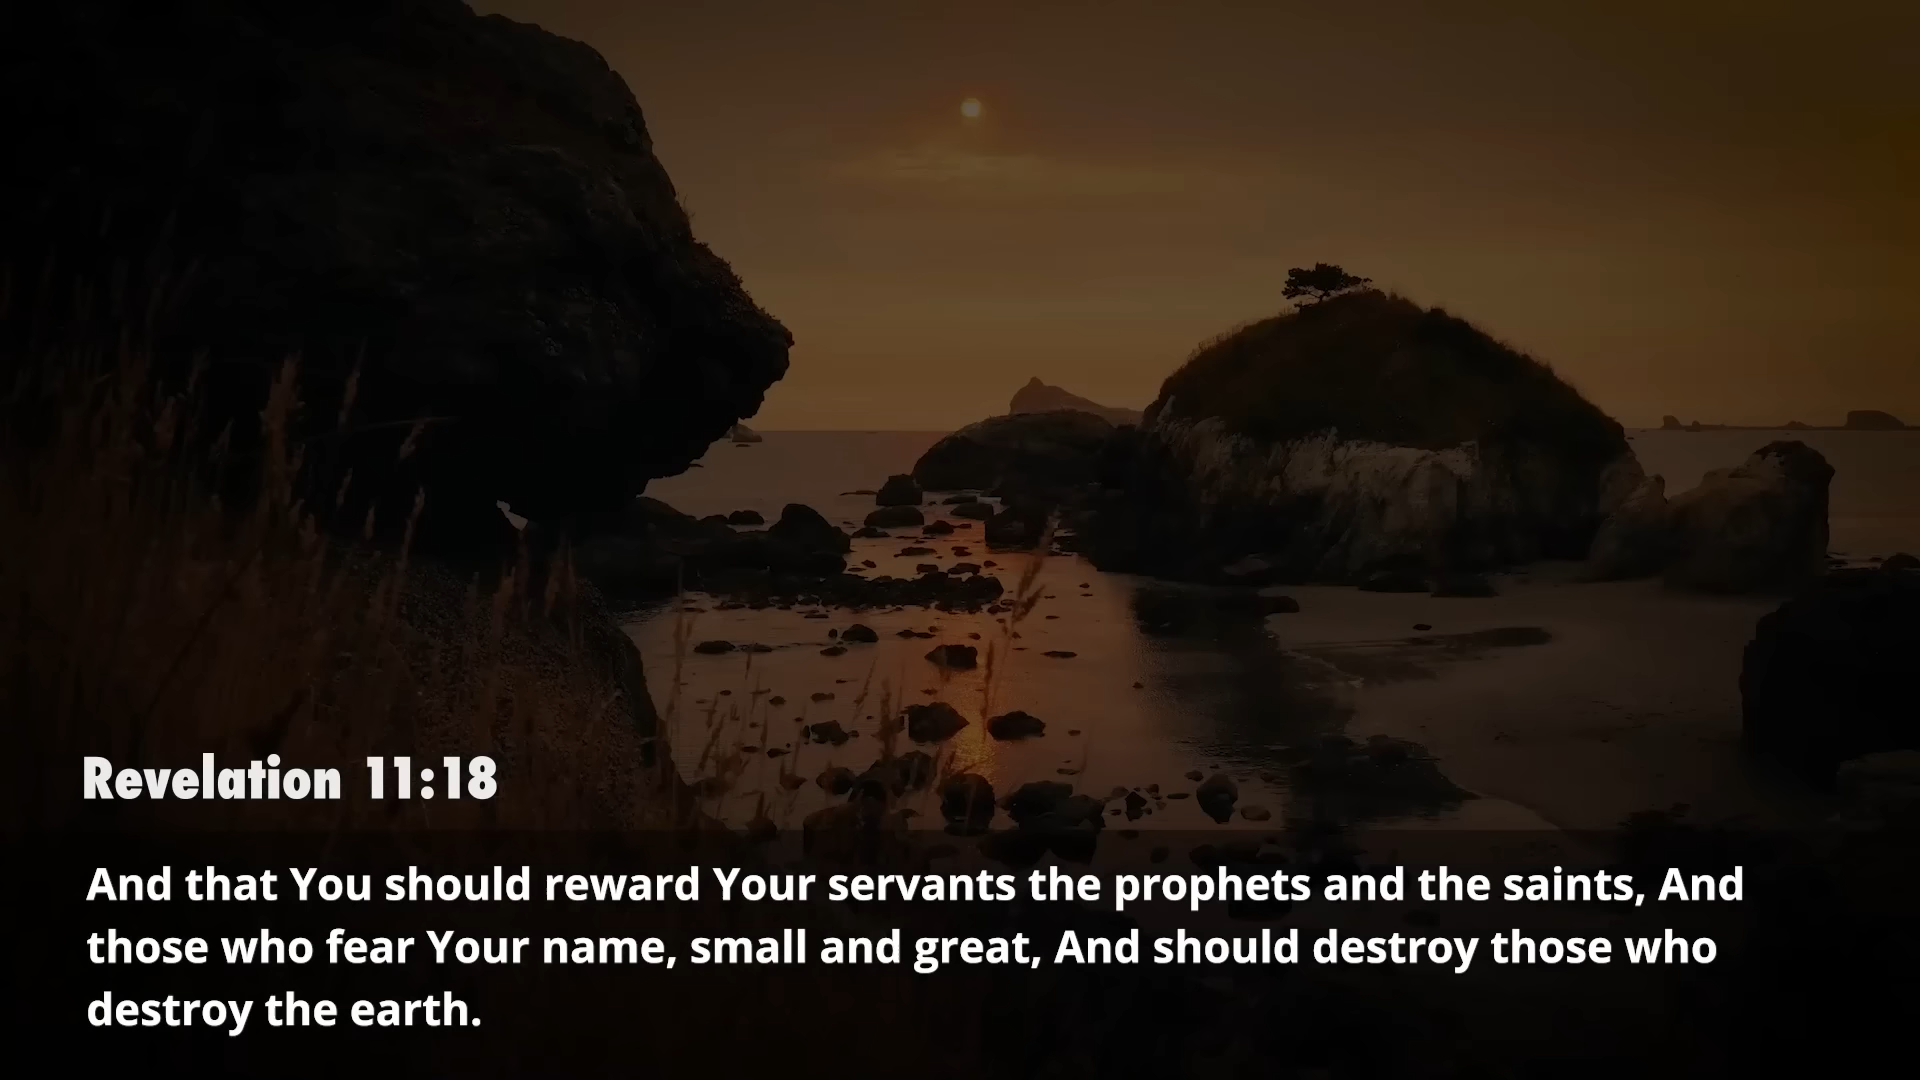 Revelation 11:18
And that You should reward Your servants the prophets and the saints, And
those who fear Your name, small and great, And should destroy those who
destroy the earth.